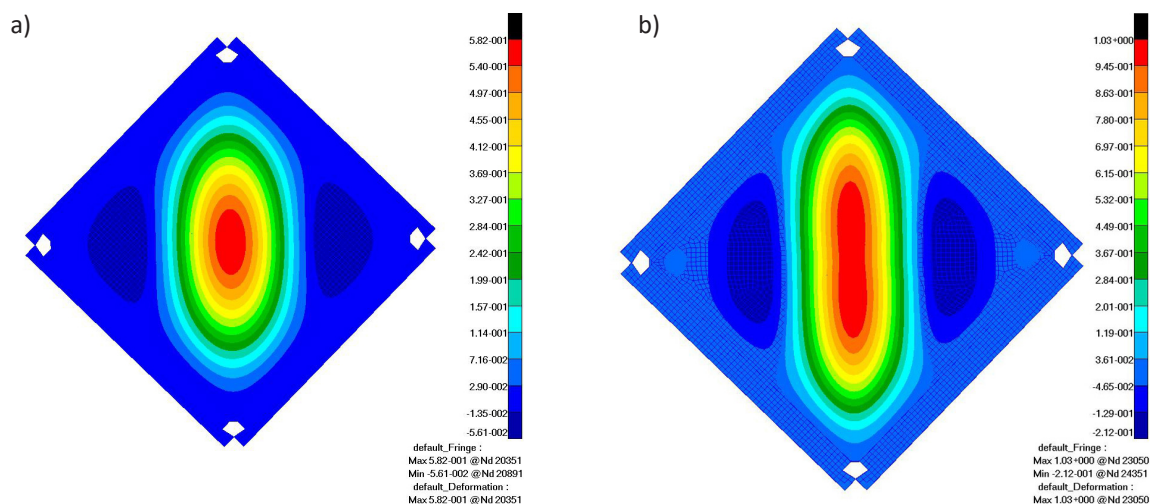 a)
5.82-001
5.40-001
4.97-001
4.55-001
4.12-001
3.69-001
3.27-001
2.84-001
2.42-001
1.99-001
1.57-001
1.14-001
7.16-002
2.90-002
-1.35-002
-5.61-002
default_Fringe :
Max 5.82-001 @Nd 20351
Min -5.61-002 @Nd 20891
default_Deformation :
Max 5.82-001 @Nd 20351
b)
1.03+000
9.45-001
8.63-001
7.80-001
6.97-001
6.15-001
5.32-001
4.49-001
3.67-001
2.84-001
2.01-001
1.19-001
3.61-002
-4.65-002
-1.29-001
-2.12-001
default_Fringe :
Max 1.03+000 @Nd 23050
Min -2.12-001 @Nd 24351
default_Deformation :
Max 1.03+000 @Nd 23050